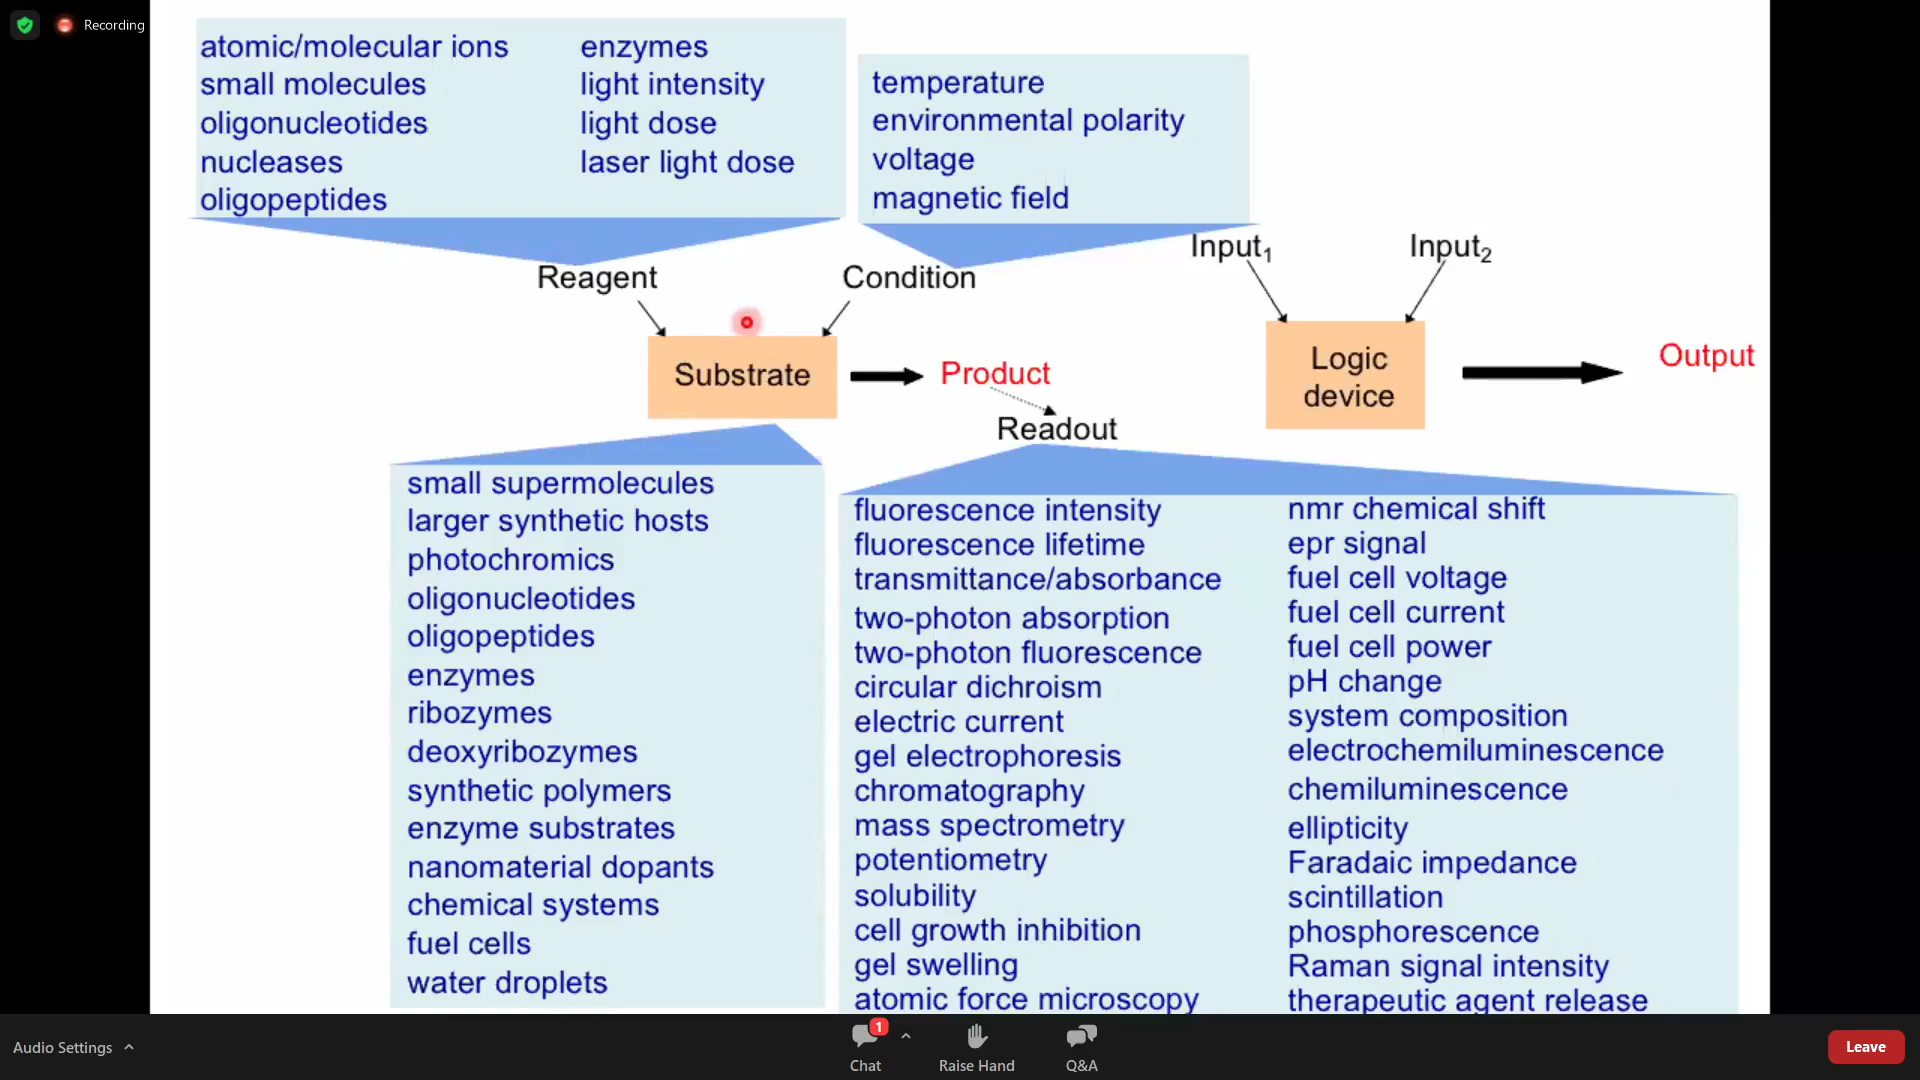 Recording
atomic/molecular ions
small molecules
oligonucleotides
nucleases
oligopeptides
enzymes
light intensity
light dose
laser light dose
temperature
environmental polarity
voltage
magnetic field
Reagent
Condition
Input1
Input2
Substrate
Product
Readout
Logic
device
Output
small supermolecules
larger synthetic hosts
photochromics
oligonucleotides
oligopeptides
enzymes
ribozymes
deoxyribozymes
synthetic polymers
enzyme substrates
nanomaterial dopants
chemical systems
fuel cells
water droplets
fluorescence intensity
fluorescence lifetime
transmittance/absorbance
two-photon absorption
two-photon fluorescence
circular dichroism
electric current
gel electrophoresis
chromatography
mass spectrometry
potentiometry
solubility
cell growth inhibition
gel swelling
atomic force microscopy
nmr chemical shift
epr signal
fuel cell voltage
fuel cell current
fuel cell power
pH change
system composition
electrochemiluminescence
chemiluminescence
ellipticity
Faradaic impedance
scintillation
phosphorescence
Raman signal intensity
therapeutic agent release
Audio Settings
1
Chat
Raise Hand
Q&A
Leave